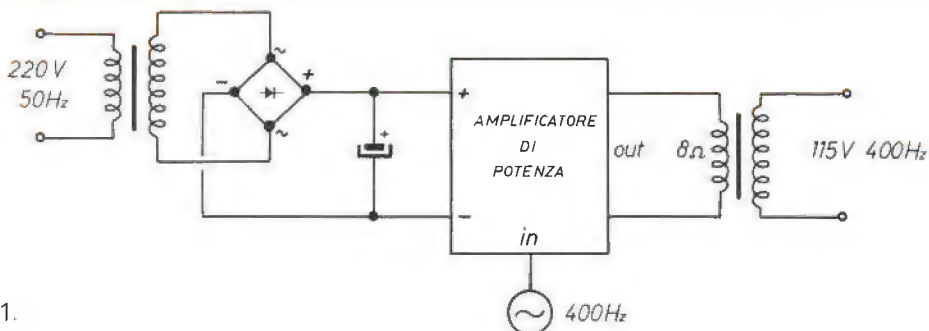 220V
50Hz
~
-
+
~
+
+
-
AMPLIFICATORE
DI
POTENZA
in
out
8Ω
115V 400Hz
~
400Hz
1.